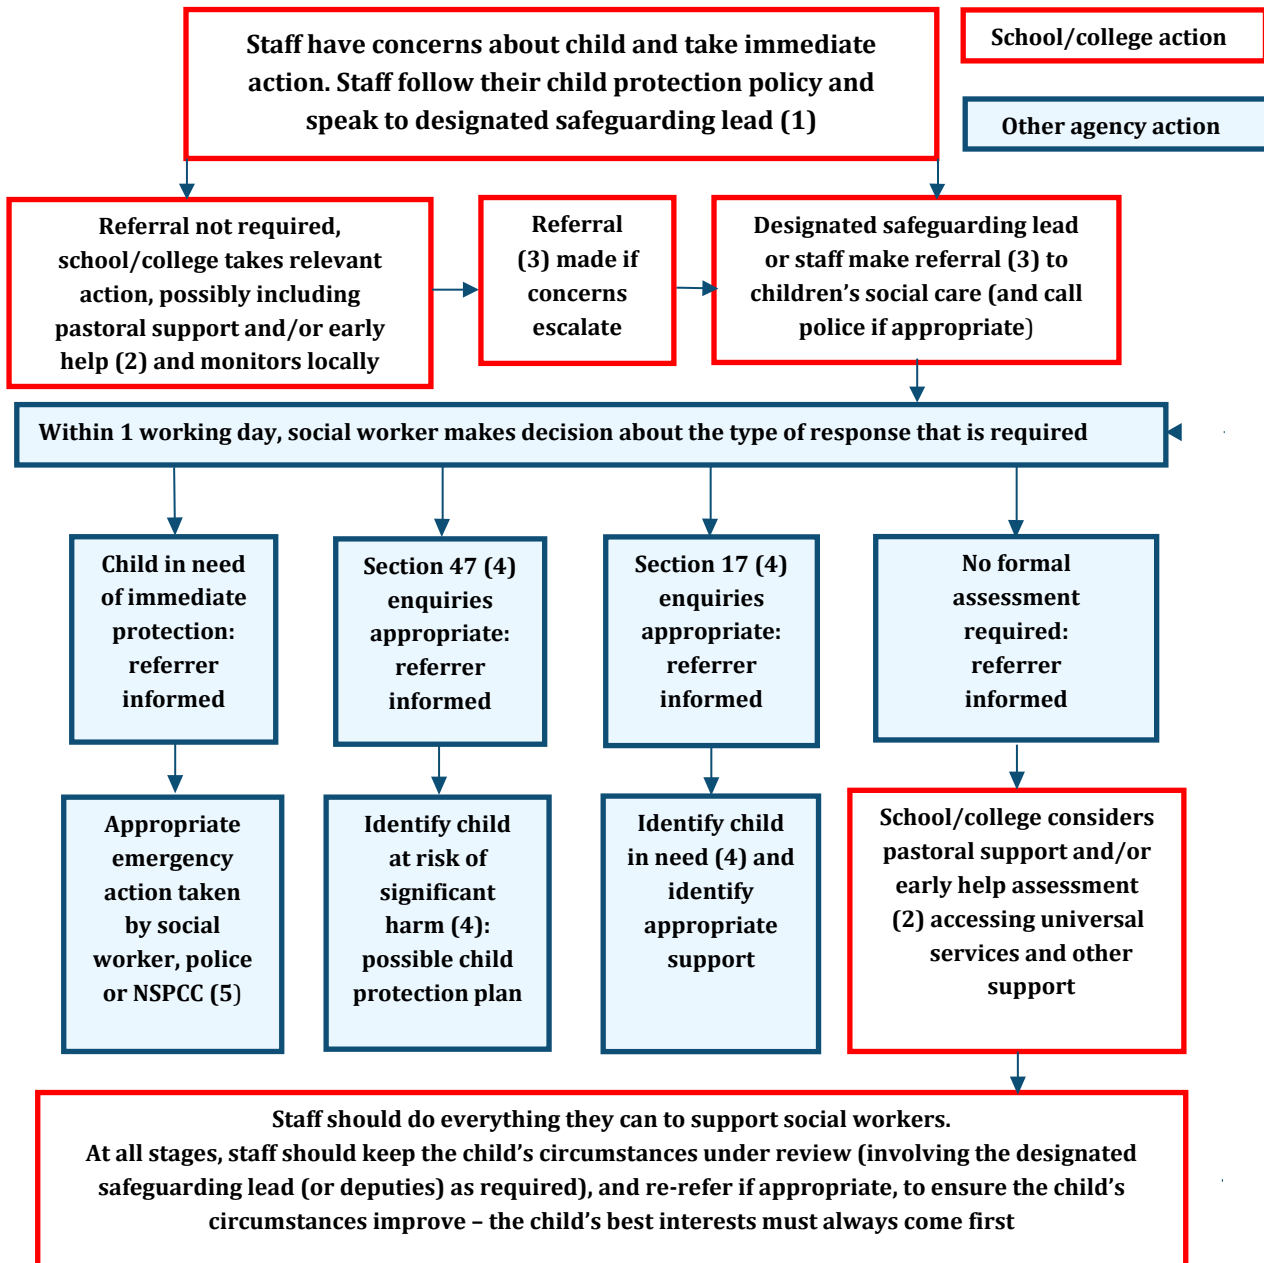 Staff have concerns about child and take immediate
action. Staff follow their child protection policy and
speak to designated safeguarding lead (1)
School/college action
Other agency action
Referral not required,
school/college takes relevant
action, possibly including
pastoral support and/or early
help (2) and monitors locally
Referral
(3) made if
concerns
escalate
Designated safeguarding lead
or staff make referral (3) to
children’s social care (and call
police if appropriate)
Within 1 working day, social worker makes decision about the type of response that is required
Child in need
of immediate
protection:
referrer
informed
Section 47 (4)
enquiries
appropriate:
referrer
informed
Section 17 (4)
enquiries
appropriate:
referrer
informed
No formal
assessment
required:
referrer
informed
Appropriate
emergency
action taken
by social
worker, police
or NSPCC (5)
Identify child
at risk of
significant
harm (4):
possible child
protection plan
Identify child
in need (4) and
identify
appropriate
support
School/college considers
pastoral support and/or
early help assessment
(2) accessing universal
services and other
support
Staff should do everything they can to support social workers.
At all stages, staff should keep the child’s circumstances under review (involving the designated
safeguarding lead (or deputies) as required), and re-refer if appropriate, to ensure the child’s
circumstances improve – the child’s best interests must always come first